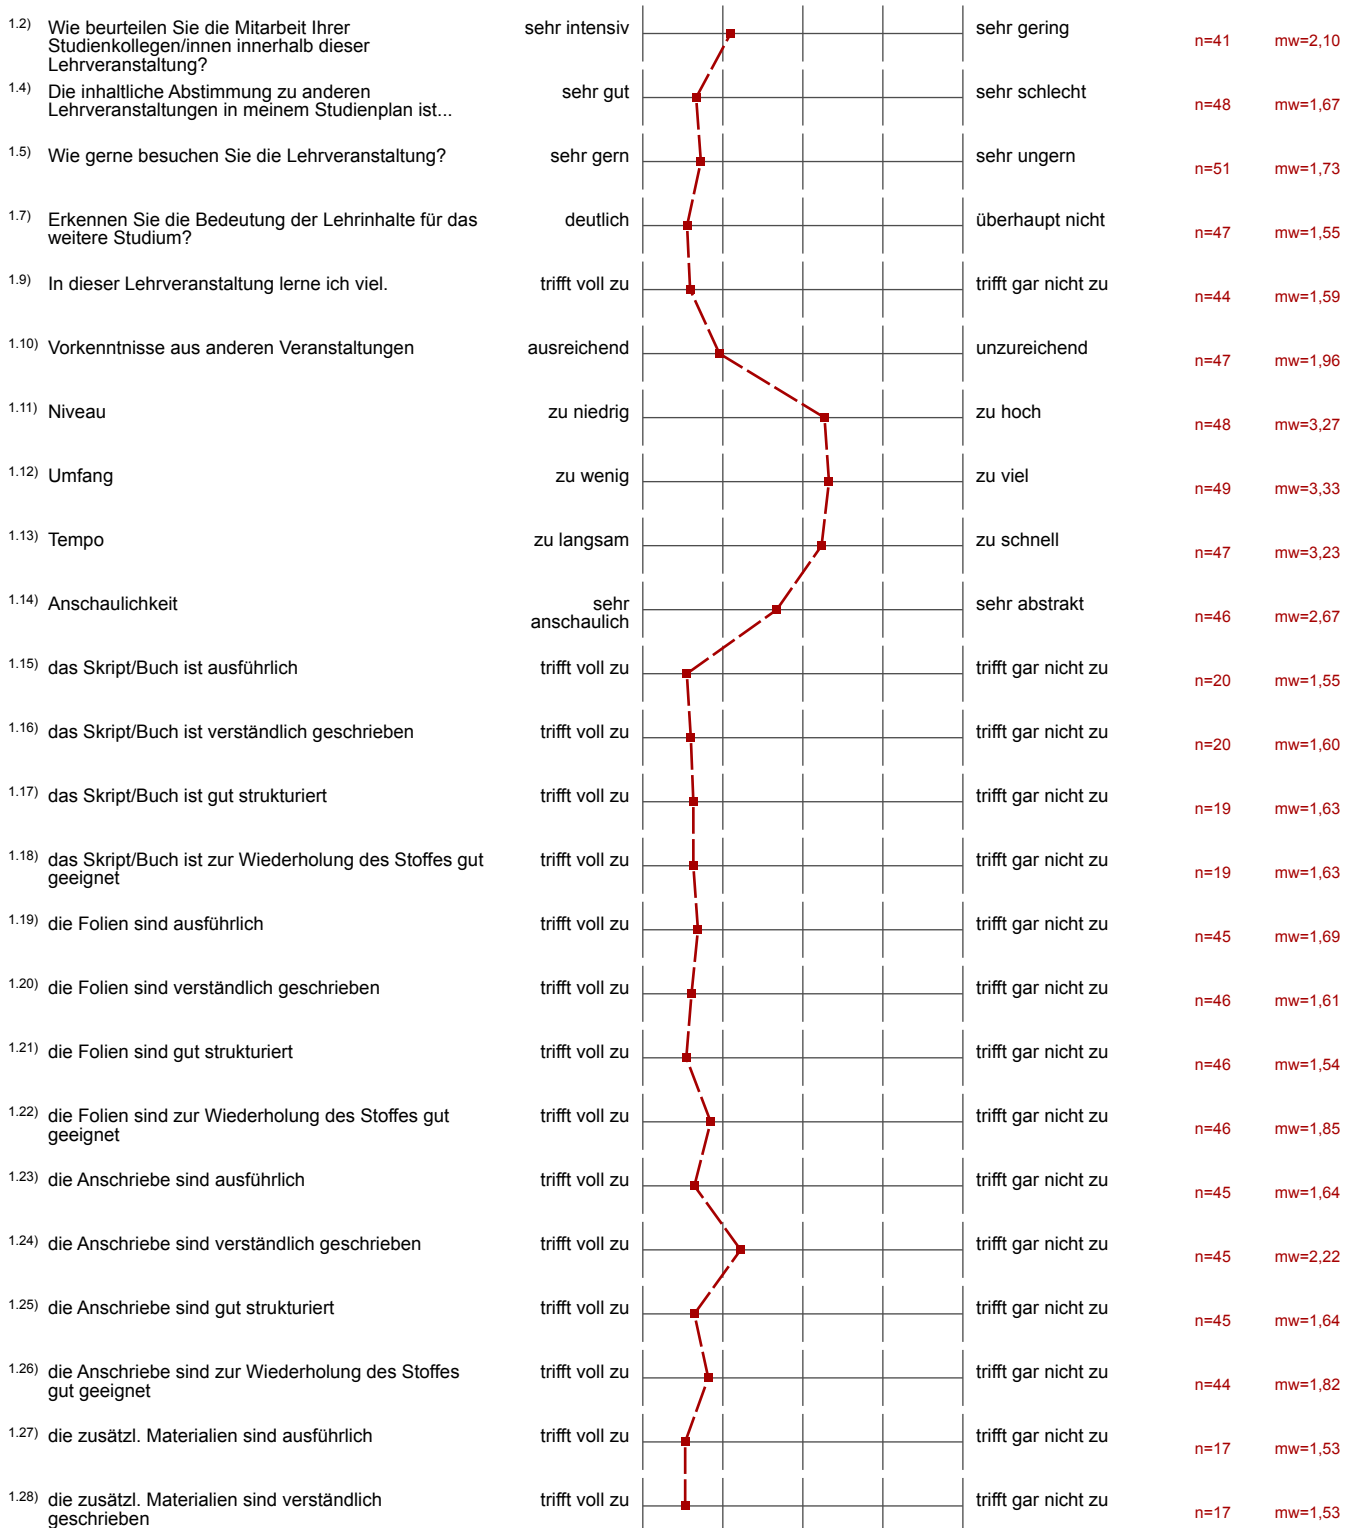 1.2) Wie beurteilen Sie die Mitarbeit Ihrer
Studienkollegen/innen innerhalb dieser
Lehrveranstaltung?
sehr intensiv
sehr gering
n=41 mw=2,10
1.4) Die inhaltliche Abstimmung zu anderen
Lehrveranstaltungen in meinem Studienplan ist...
sehr gut
sehr schlecht
n=48 mw=1,67
1.5) Wie gerne besuchen Sie die Lehrveranstaltung?
sehr gern
sehr ungern
n=51 mw=1,73
1.7) Erkennen Sie die Bedeutung der Lehrinhalte für das
weitere Studium?
deutlich
überhaupt nicht
n=47 mw=1,55
1.9) In dieser Lehrveranstaltung lerne ich viel.
trifft voll zu
trifft gar nicht zu
n=44 mw=1,59
1.10) Vorkenntnisse aus anderen Veranstaltungen
ausreichend
unzureichend
n=47 mw=1,96
1.11) Niveau
zu niedrig
zu hoch
n=48 mw=3,27
1.12) Umfang
zu wenig
zu viel
n=49 mw=3,33
1.13) Tempo
zu langsam
zu schnell
n=47 mw=3,23
1.14) Anschaulichkeit
sehr
anschaulich
sehr abstrakt
n=46 mw=2,67
1.15) das Skript/Buch ist ausführlich
trifft voll zu
trifft gar nicht zu
n=20 mw=1,55
1.16) das Skript/Buch ist verständlich geschrieben
trifft voll zu
trifft gar nicht zu
n=20 mw=1,60
1.17) das Skript/Buch ist gut strukturiert
trifft voll zu
trifft gar nicht zu
n=19 mw=1,63
1.18) das Skript/Buch ist zur Wiederholung des Stoffes gut
geeignet
trifft voll zu
trifft gar nicht zu
n=19 mw=1,63
1.19) die Folien sind ausführlich
trifft voll zu
trifft gar nicht zu
n=45 mw=1,69
1.20) die Folien sind verständlich geschrieben
trifft voll zu
trifft gar nicht zu
n=46 mw=1,61
1.21) die Folien sind gut strukturiert
trifft voll zu
trifft gar nicht zu
n=46 mw=1,54
1.22) die Folien sind zur Wiederholung des Stoffes gut
geeignet
trifft voll zu
trifft gar nicht zu
n=46 mw=1,85
1.23) die Anschriebe sind ausführlich
trifft voll zu
trifft gar nicht zu
n=45 mw=1,64
1.24) die Anschriebe sind verständlich geschrieben
trifft voll zu
trifft gar nicht zu
n=45 mw=2,22
1.25) die Anschriebe sind gut strukturiert
trifft voll zu
trifft gar nicht zu
n=45 mw=1,64
1.26) die Anschriebe sind zur Wiederholung des Stoffes
gut geeignet
trifft voll zu
trifft gar nicht zu
n=44 mw=1,82
1.27) die zusätzl. Materialien sind ausführlich
trifft voll zu
trifft gar nicht zu
n=17 mw=1,53
1.28) die zusätzl. Materialien sind verständlich
geschrieben
trifft voll zu
trifft gar nicht zu
n=17 mw=1,53